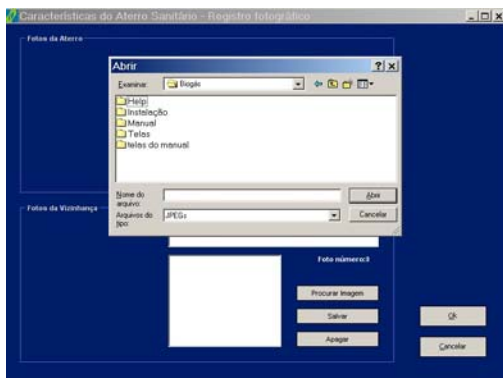 Características do Aterro Sanitário - Registro fotográfico
Fotos da Aterro
Abrir
Examinar:
Biogás
Help
Instalação
Manual
Telas
telas do manual
Nome do arquivo:
Abrir
Arquivos do tipo:
JPEGs
Cancelar
Fotos da Vizinhança
Foto número:0
Procurar Imagem
Salvar
Apagar
Ok
Cancelar